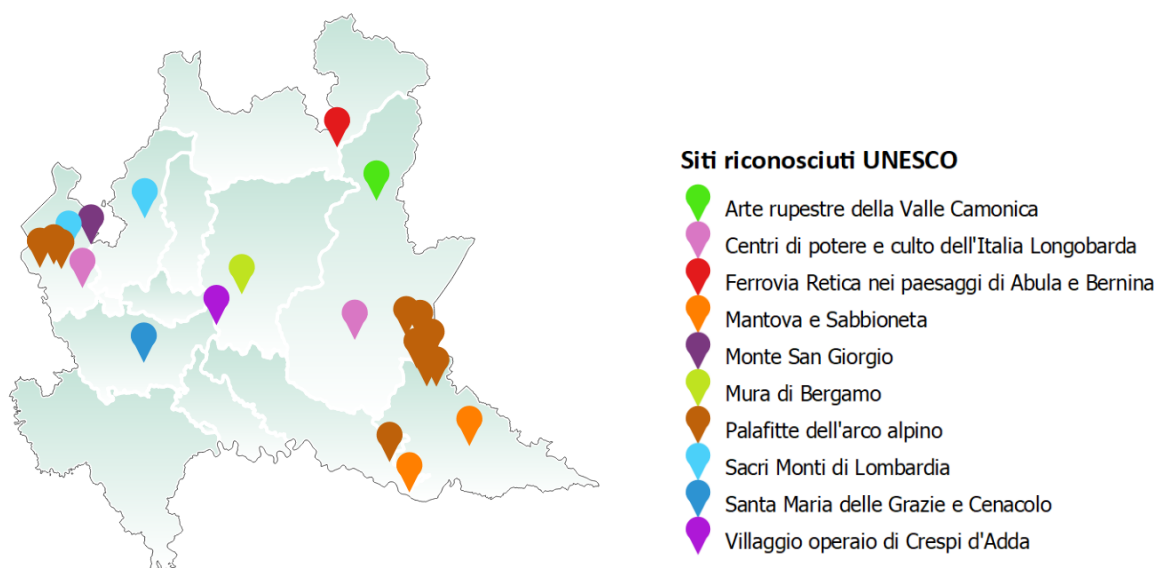 Siti riconosciuti UNESCO
Arte rupestre della Valle Camonica
Centri di potere e culto dell'Italia Longobarda
Ferrovia Retica nei paesaggi di Abula e Bernina
Mantova e Sabbioneta
Monte San Giorgio
Mura di Bergamo
Palafitte dell'arco alpino
Sacri Monti di Lombardia
Santa Maria delle Grazie e Cenacolo
Villaggio operaio di Crespi d'Adda